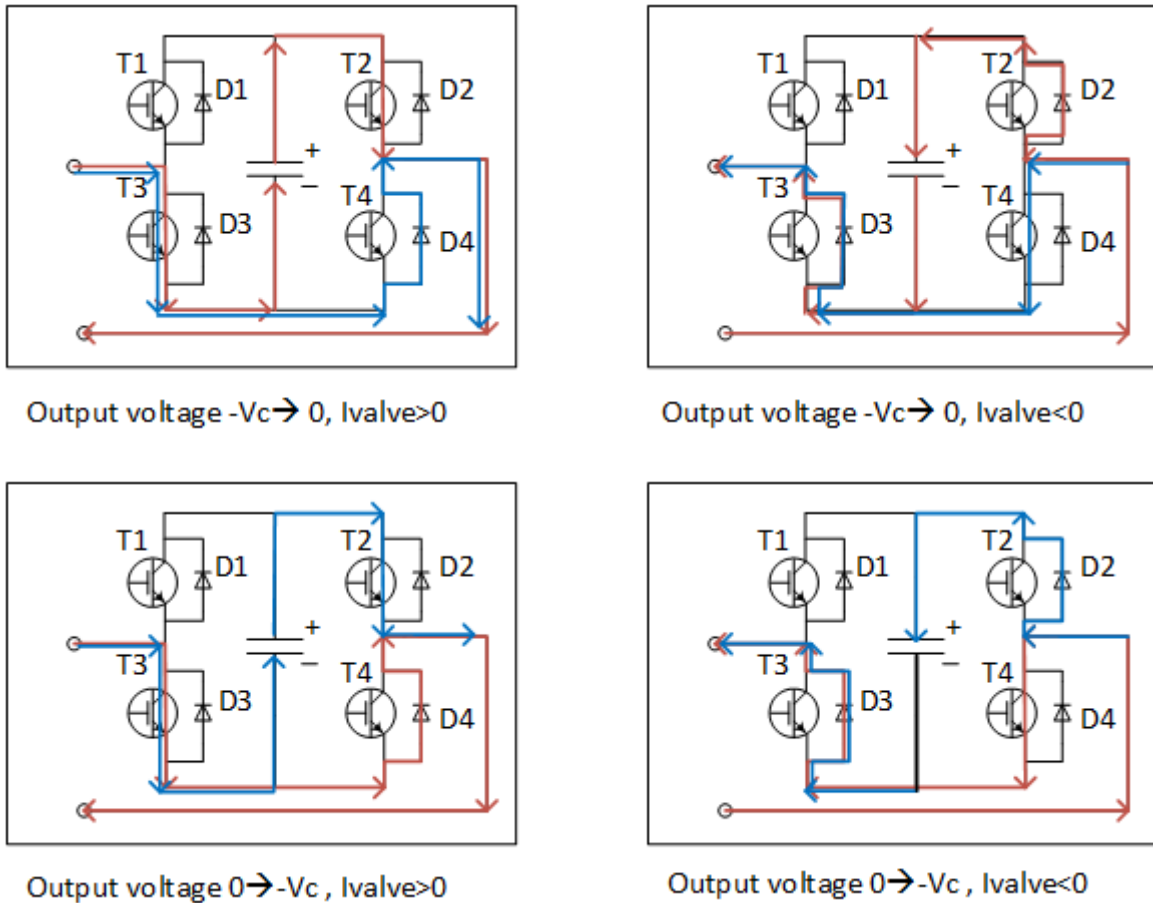 T1
D1
T2
D2
+
–
T3
D3
T4
D4
Output voltage -Vc→ 0, Ivalve>0
T1
D1
T2
D2
+
–
T3
D3
T4
D4
Output voltage -Vc→ 0, Ivalve<0
T1
D1
T2
D2
+
–
T3
D3
T4
D4
Output voltage 0→-Vc , Ivalve>0
T1
D1
T2
D2
+
–
T3
D3
T4
D4
Output voltage 0→-Vc , Ivalve<0